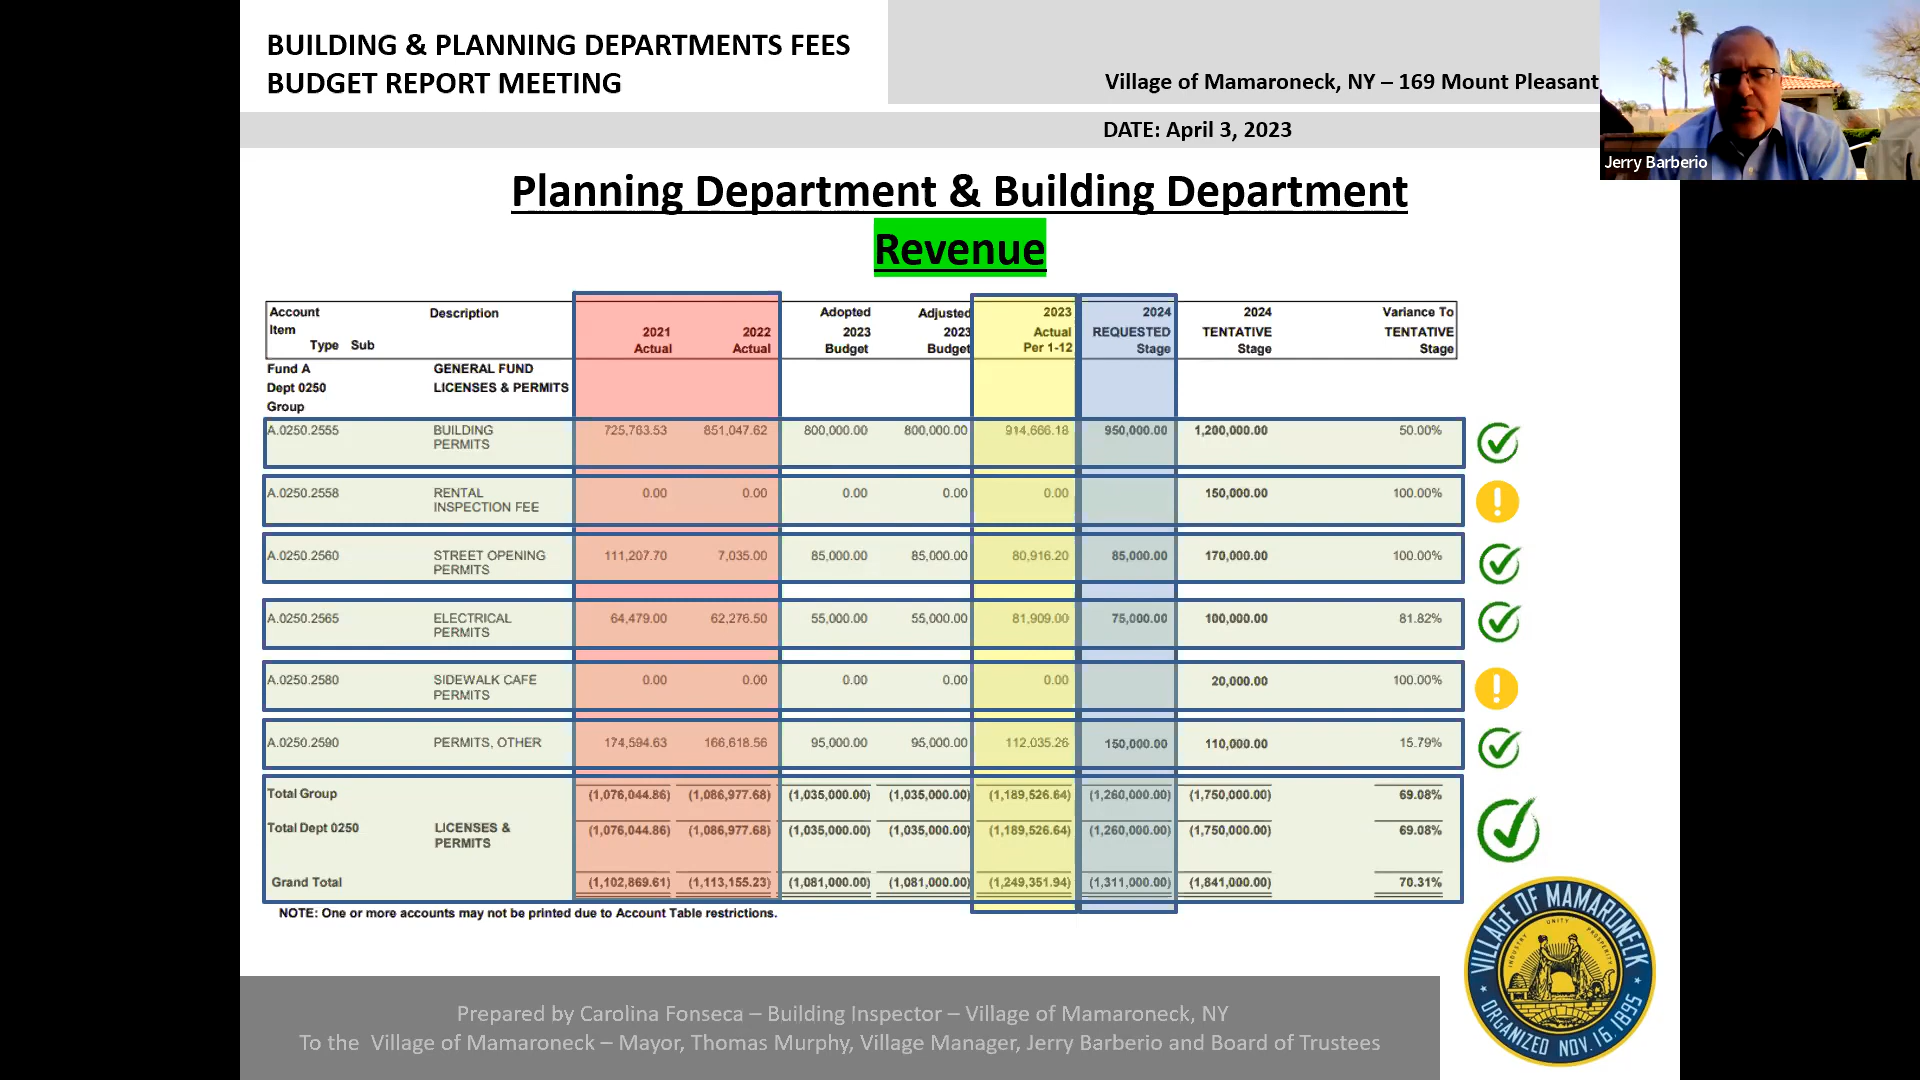 BUILDING & PLANNING DEPARTMENTS FEES
BUDGET REPORT MEETING
Village of Mamaroneck, NY – 169 Mount Pleasant
DATE: April 3, 2023
Jerry Barberio
Planning Department & Building Department
Revenue
Account Description Adopted Adjusted 2023 2024 2024 Variance To
Item 2021 2022 2023 2023 Actual REQUESTED TENTATIVE TENTATIVE
Type Sub Actual Actual Budget Budget Per 1-12 Stage Stage Stage
Fund A GENERAL FUND
Dept 0250 LICENSES & PERMITS
Group
A.0250.2555 BUILDING 725,763.53 851,047.62 800,000.00 800,000.00 914,666.18 950,000.00 1,200,000.00 50.00%
PERMITS
A.0250.2558 RENTAL 0.00 0.00 0.00 0.00 0.00 150,000.00 100.00%
INSPECTION FEE
A.0250.2560 STREET OPENING 111,207.70 7,035.00 85,000.00 85,000.00 80,916.20 85,000.00 170,000.00 100.00%
PERMITS
A.0250.2565 ELECTRICAL 64,479.00 62,276.50 55,000.00 55,000.00 81,909.00 75,000.00 100,000.00 81.82%
PERMITS
A.0250.2580 SIDEWALK CAFE 0.00 0.00 0.00 0.00 0.00 20,000.00 100.00%
PERMITS
A.0250.2590 PERMITS, OTHER 174,594.63 166,618.56 95,000.00 95,000.00 112,035.26 150,000.00 110,000.00 15.79%
Total Group (1,076,044.86) (1,086,977.68) (1,035,000.00) (1,035,000.00) (1,189,526.64) (1,260,000.00) (1,750,000.00) 69.08%
Total Dept 0250 LICENSES & (1,076,044.86) (1,086,977.68) (1,035,000.00) (1,035,000.00) (1,189,526.64) (1,260,000.00) (1,750,000.00) 69.08%
PERMITS
Grand Total (1,102,869.61) (1,113,155.23) (1,081,000.00) (1,081,000.00) (1,249,351.94) (1,311,000.00) (1,841,000.00) 70.31%
NOTE: One or more accounts may not be printed due to Account Table restrictions.
VILLAGE OF MAMARONECK
INDUSTRY UNITY PROSPERITY
ORGANIZED NOV. 16, 1895
Prepared by Carolina Fonseca – Building Inspector – Village of Mamaroneck, NY
To the Village of Mamaroneck – Mayor, Thomas Murphy, Village Manager, Jerry Barberio and Board of Trustees